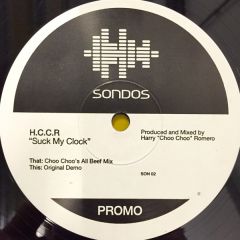 SONDOS
H.C.C.R
"Suck My Clock"
Produced and Mixed by
Harry "Choo Choo" Romero
That: Choo Choo's All Beef Mix
This: Original Demo
SON 02
PROMO